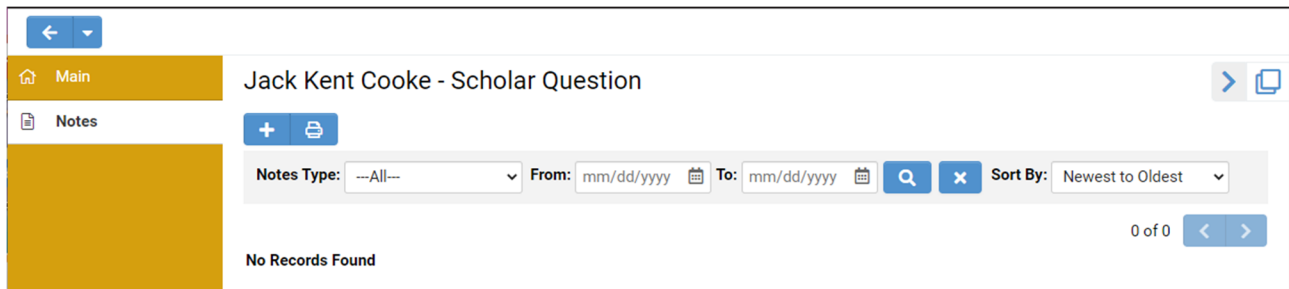 Main
Jack Kent Cooke - Scholar Question
Notes
Notes Type: ---All--- From: mm/dd/yyyy To: mm/dd/yyyy Sort By: Newest to Oldest
0 of 0
No Records Found